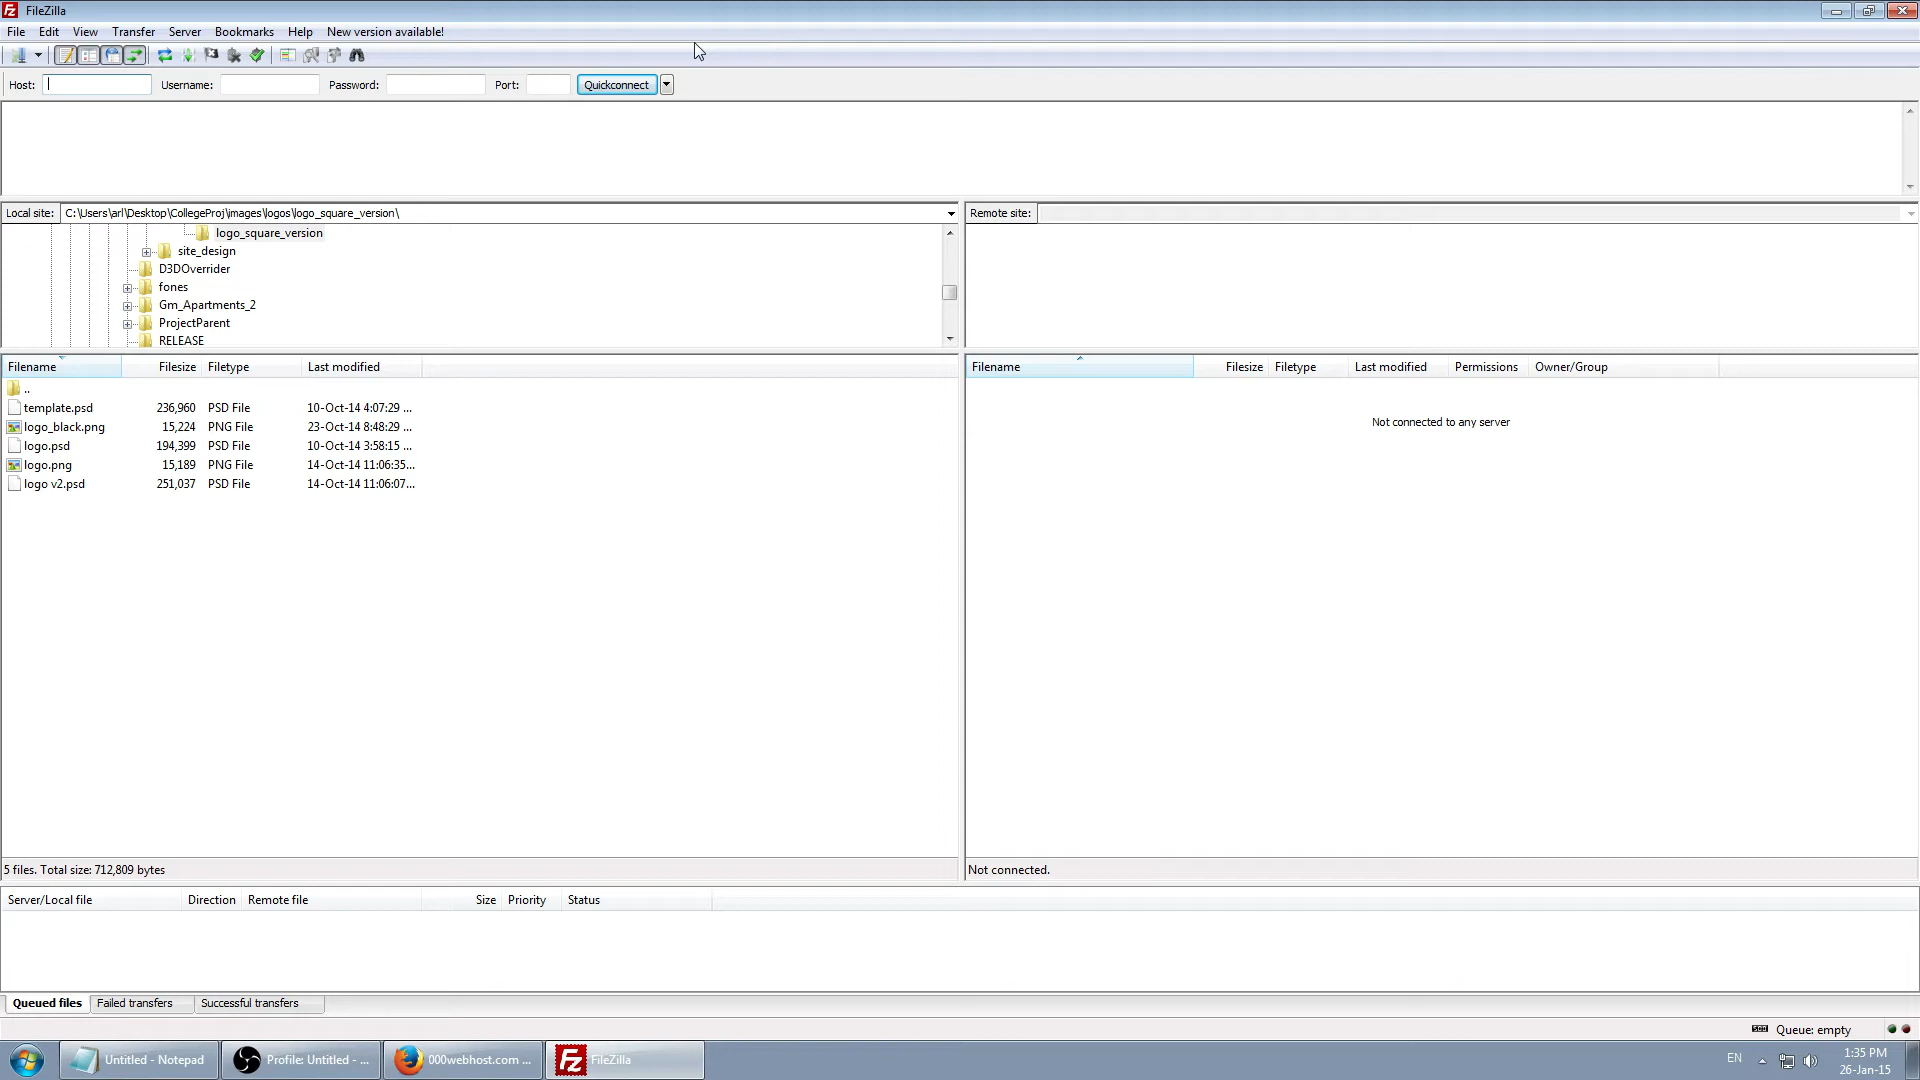 FileZilla
File Edit View Transfer Server Bookmarks Help New version available!
Host: Username: Password: Port: Quickconnect
Local site: C:\Users\arl\Desktop\CollegeProj\images\logos\logo_square_version\
Remote site:
logo_square_version
site_design
D3DOverrider
fones
Gm_Apartments_2
ProjectParent
RELEASE
Filename Filesize Filetype Last modified
..
template.psd 236,960 PSD File 10-Oct-14 4:07:29 ...
logo_black.png 15,224 PNG File 23-Oct-14 8:48:29 ...
logo.psd 194,399 PSD File 10-Oct-14 3:58:15 ...
logo.png 15,189 PNG File 14-Oct-14 11:06:35...
logo v2.psd 251,037 PSD File 14-Oct-14 11:06:07...
5 files. Total size: 712,809 bytes
Filename Filesize Filetype Last modified Permissions Owner/Group
Not connected to any server
Not connected.
Server/Local file Direction Remote file Size Priority Status
Queued files Failed transfers Successful transfers
Queue: empty
Untitled - Notepad Profile: Untitled - ... 000webhost.com ... FileZilla
EN 1:35 PM
26-Jan-15